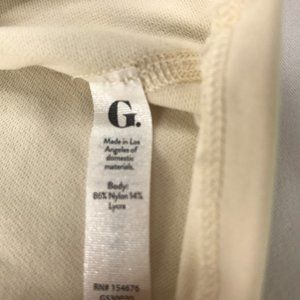 G.
Made in Los
Angeles of
domestic
materials.
Body:
86% Nylon 14%
Lycra
RN# 154676